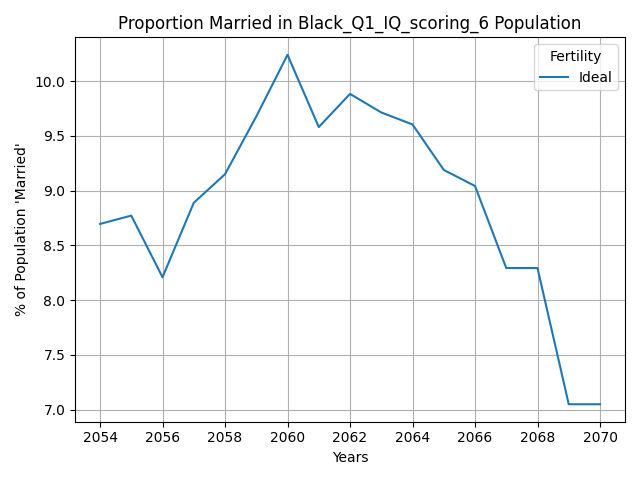 Proportion Married in Black_Q1_IQ_scoring_6 Population
Fertility
Ideal
% of Population 'Married'
10.0
9.5
9.0
8.5
8.0
7.5
7.0
2054 2056 2058 2060 2062 2064 2066 2068 2070
Years